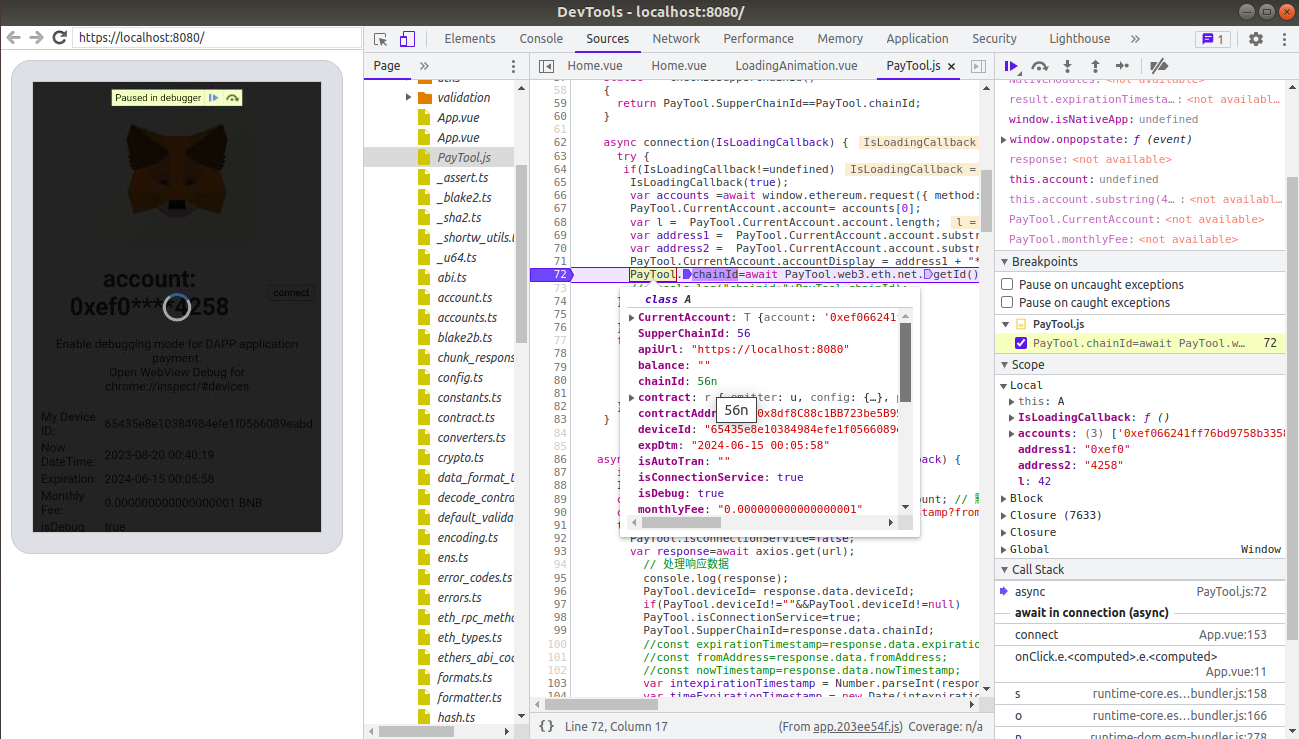 DevTools - localhost:8080/
https://localhost:8080/
Elements Console Sources Network Performance Memory Application Security Lighthouse » 1
Paused in debugger
account:
0xef0****4258
connect
Enable debugging mode for DAPP application
payment.
Open WebView Debug for
chrome://inspect/#devices
My Device
ID: 65435e8e10384984efe1f0566089eabd
Now
DateTime: 2023-08-20 00:40:19
Expiration: 2024-06-15 00:05:58
Monthly
Fee: 0.000000000000000001 BNB
isDebug true
Page »
validation
App.vue
App.vue
PayTool.js
_assert.ts
_blake2.ts
_sha2.ts
_shortw_utils.t
_u64.ts
abi.ts
account.ts
accounts.ts
blake2b.ts
chunk_respons
config.ts
constants.ts
contract.ts
converters.ts
crypto.ts
data_format_t
decode_contra
default_valida
encoding.ts
ens.ts
error_codes.ts
errors.ts
eth_rpc_metho
eth_types.ts
ethers_abi_coc
formats.ts
formatter.ts
hash.ts
Home.vue Home.vue LoadingAnimation.vue PayTool.js ×
58 {
59 return PayTool.SupperChainId==PayTool.chainId;
60 }
61
62 async connection(IsLoadingCallback) { IsLoadingCallback
63 try {
64 if(IsLoadingCallback!=undefined) IsLoadingCallback =
65 IsLoadingCallback(true);
66 var accounts =await window.ethereum.request({ method:
67 PayTool.CurrentAccount.account= accounts[0];
68 var l = PayTool.CurrentAccount.account.length; l =
69 var address1 = PayTool.CurrentAccount.account.substr
70 var address2 = PayTool.CurrentAccount.account.substr
71 PayTool.CurrentAccount.accountDisplay = address1 + "*
72 PayTool.chainId=await PayTool.web3.eth.net.getId()
class A
CurrentAccount: T {account: '0xef066241f
SupperChainId: 56
apiUrl: "https://localhost:8080"
balance: ""
chainId: 56n
contract: r {
config: {…},
56n
deviceId: "65435e8e10384984efe1f0566089e
expDtm: "2024-06-15 00:05:58"
isAutoTran: ""
isConnectionService: true
isDebug: true
monthlyFee: "0.000000000000000001"
92 PayTool.isConnectionService=false;
93 var response=await axios.get(url);
94 // 处理响应数据
95 console.log(response);
96 PayTool.deviceId= response.data.deviceId;
97 if(PayTool.deviceId!=""&&PayTool.deviceId!=null)
98 PayTool.isConnectionService=true;
99 PayTool.SupperChainId=response.data.chainId;
100 //const expirationTimestamp=response.data.expiration
101 //const fromAddress=response.data.fromAddress;
102 //const nowTimestamp=response.data.nowTimestamp;
103 var intexpirationTimestamp = Number.parseInt(respon
104 var timeExpirationTimestamp = new Date(intexpiration
{} Line 72, Column 17 (From app.203ee54f.js) Coverage: n/a
result.expirationTimesta… : <not availabl…
window.isNativeApp: undefined
window.onpopstate: ƒ (event)
response: <not available>
this.account: undefined
this.account.substring(4… : <not availabl…
PayTool.CurrentAccount: <not available>
PayTool.monthlyFee: <not available>
Breakpoints
Pause on uncaught exceptions
Pause on caught exceptions
PayTool.js
PayTool.chainId=await PayTool.w… 72
Scope
Local
this: A
IsLoadingCallback: ƒ ()
accounts: (3) ['0xef066241ff76bd9758b3358
address1: "0xef0"
address2: "4258"
l: 42
Block
Closure (7633)
Closure
Global Window
Call Stack
async PayTool.js:72
await in connection (async)
connect App.vue:153
onClick.e.<computed>.e.<computed>
App.vue:11
s runtime-core.es…bundler.js:158
o runtime-core.es…bundler.js:166
n runtime-dom.esm-bundler.js:278